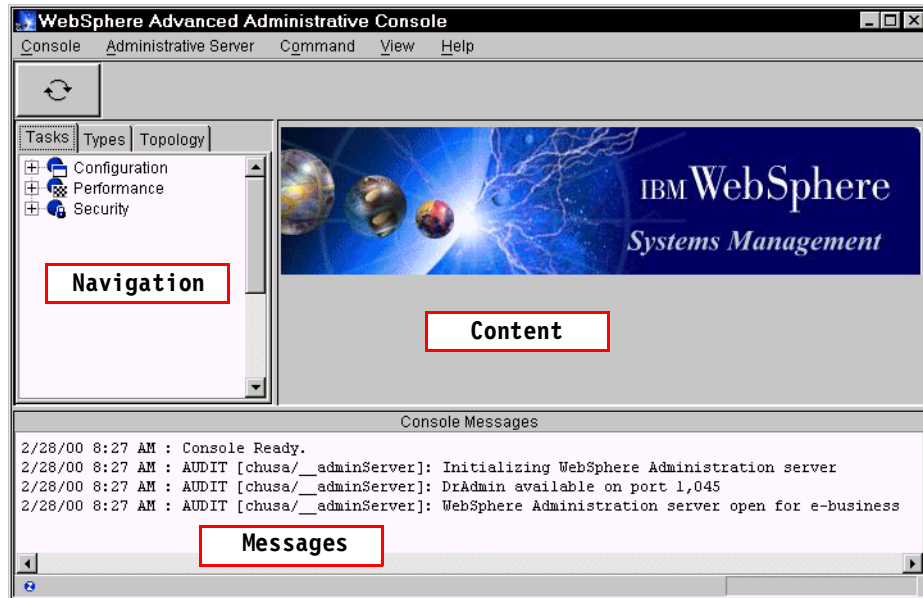 WebSphere Advanced Administrative Console
Console Administrative Server Command View Help
Tasks Types Topology
Configuration
Performance
Security
Navigation
IBM WebSphere
Systems Management
Content
Console Messages
2/28/00 8:27 AM : Console Ready.
2/28/00 8:27 AM : AUDIT [chusa/__adminServer]: Initializing WebSphere Administration server
2/28/00 8:27 AM : AUDIT [chusa/__adminServer]: DrAdmin available on port 1,045
2/28/00 8:27 AM : AUDIT [chusa/__adminServer]: WebSphere Administration server open for e-business
Messages